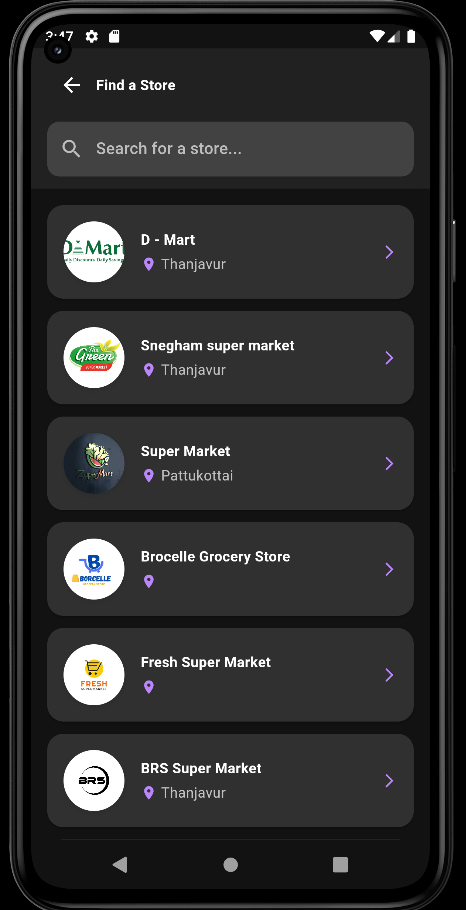 3:47
Find a Store
Search for a store...
D-Mart
D - Mart
Thanjavur
The
Green
Snegham super market
Thanjavur
Super Market
Pattukottai
B
BORCELLE
Brocelle Grocery Store
FRESH
Fresh Super Market
BRS
BRS Super Market
Thanjavur